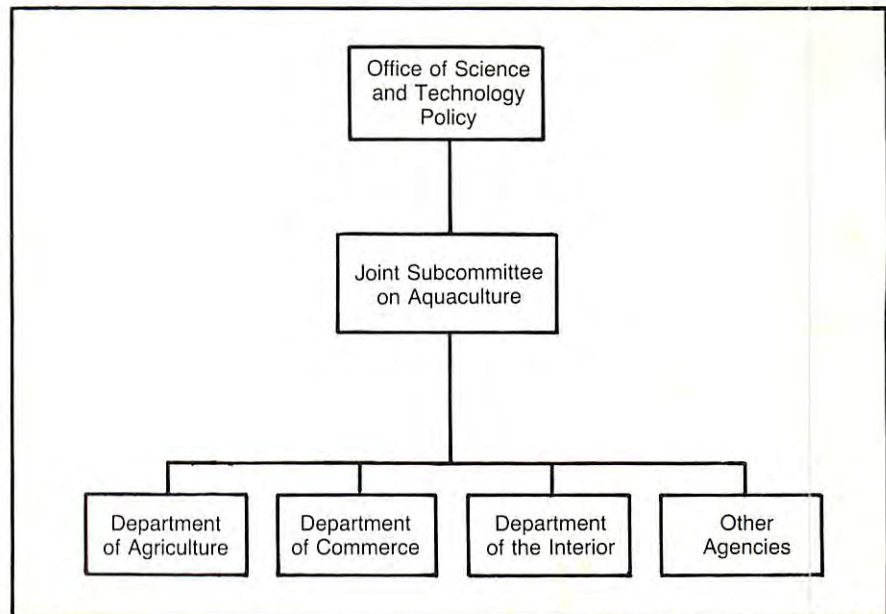 Office of Science
and Technology
Policy
Joint Subcommittee
on Aquaculture
Department
of Agriculture
Department
of Commerce
Department
of the Interior
Other
Agencies